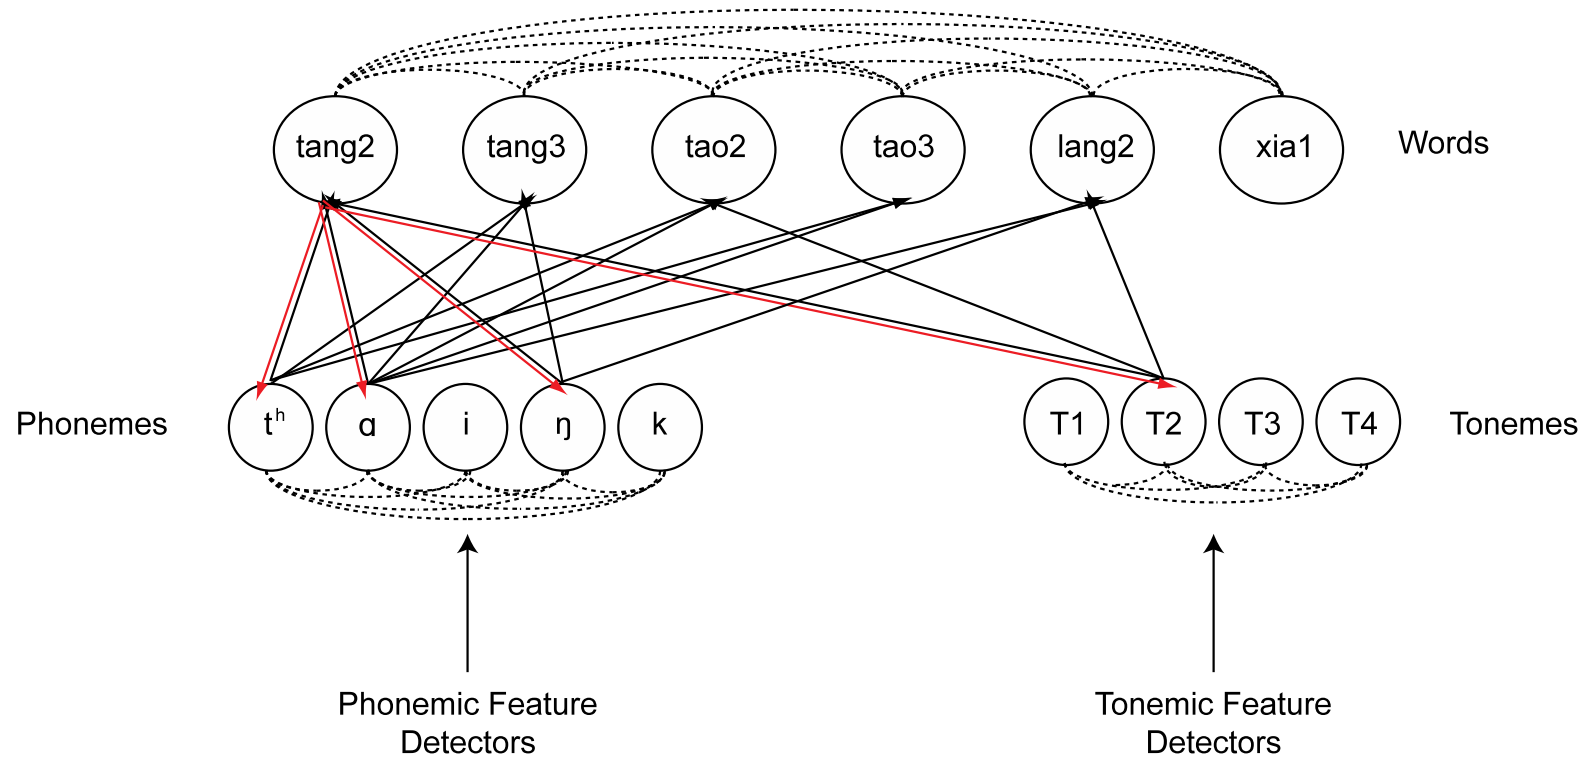 tang2 tang3 tao2 tao3 lang2 xia1 Words
Phonemes tʰ ɑ i ŋ k T1 T2 T3 T4 Tonemes
Phonemic Feature
Detectors
Tonemic Feature
Detectors